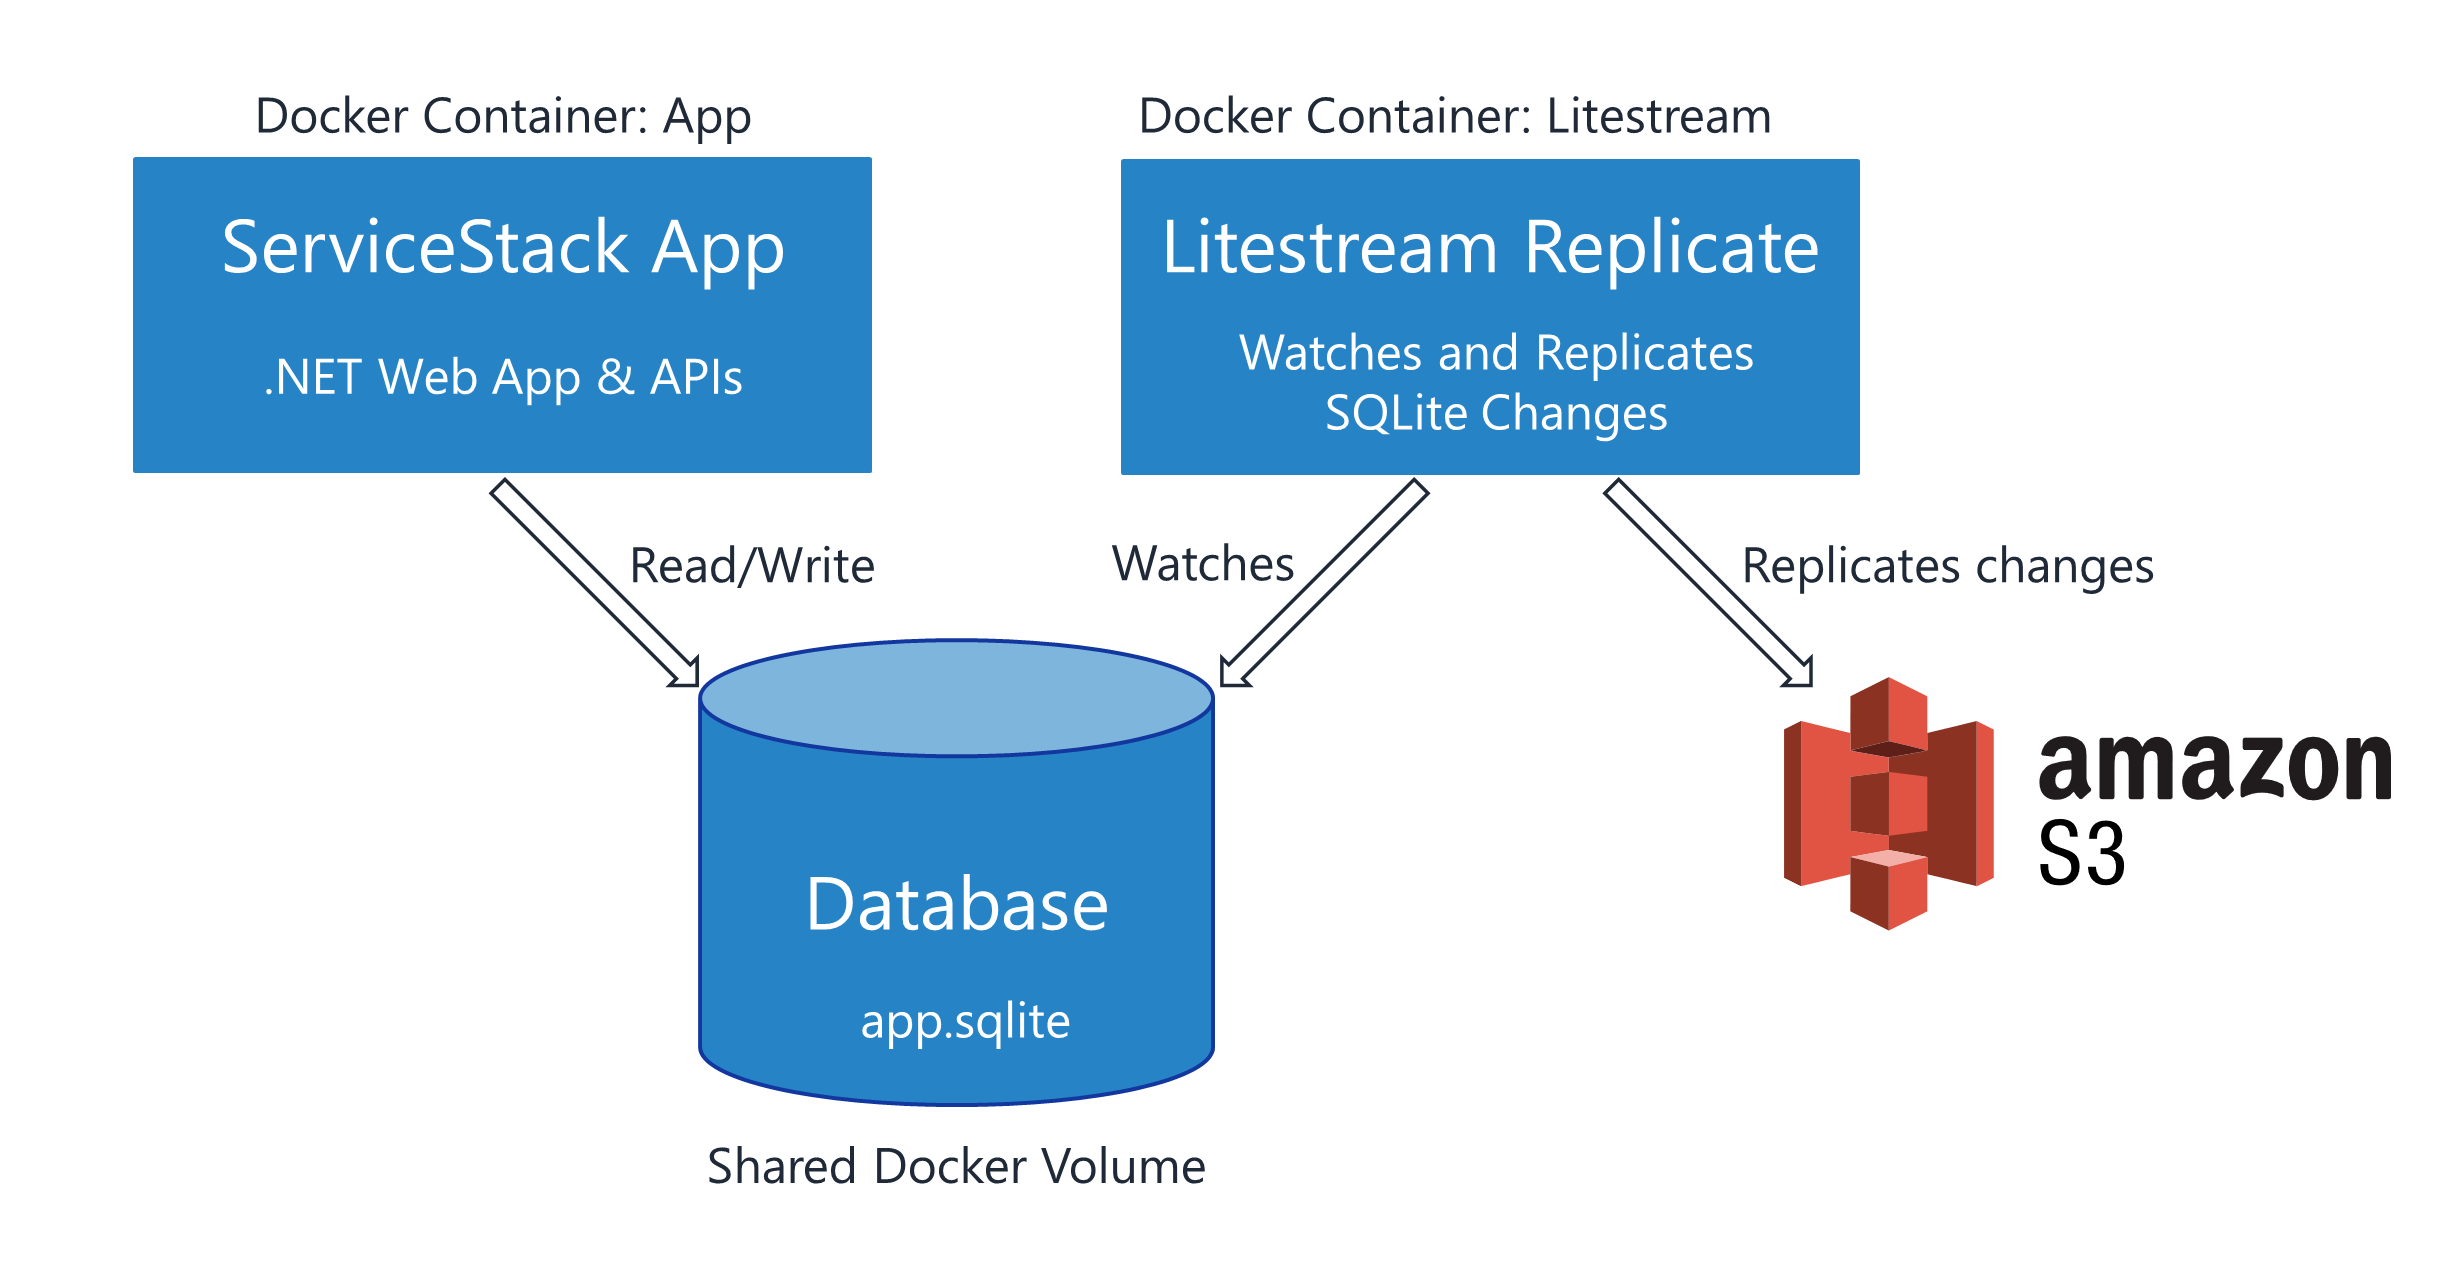 Docker Container: App
Docker Container: Litestream
ServiceStack App
.NET Web App & APIs
Litestream Replicate
Watches and Replicates
SQLite Changes
Read/Write
Watches
Replicates changes
Database
app.sqlite
Shared Docker Volume
amazon
S3